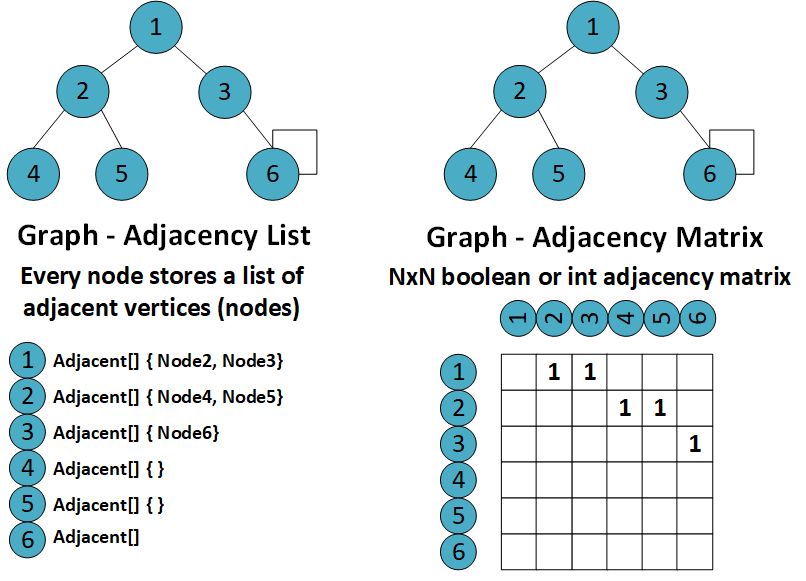 1
2
3
4
5
6
Graph - Adjacency List
Every node stores a list of
adjacent vertices (nodes)
1 Adjacent[] { Node2, Node3}
2 Adjacent[] { Node4, Node5}
3 Adjacent[] { Node6}
4 Adjacent[] { }
5 Adjacent[] { }
6 Adjacent[]
1
2
3
4
5
6
Graph - Adjacency Matrix
NxN boolean or int adjacency matrix
1 2 3 4 5 6
1 1 1
2 1 1
3 1
4
5
6